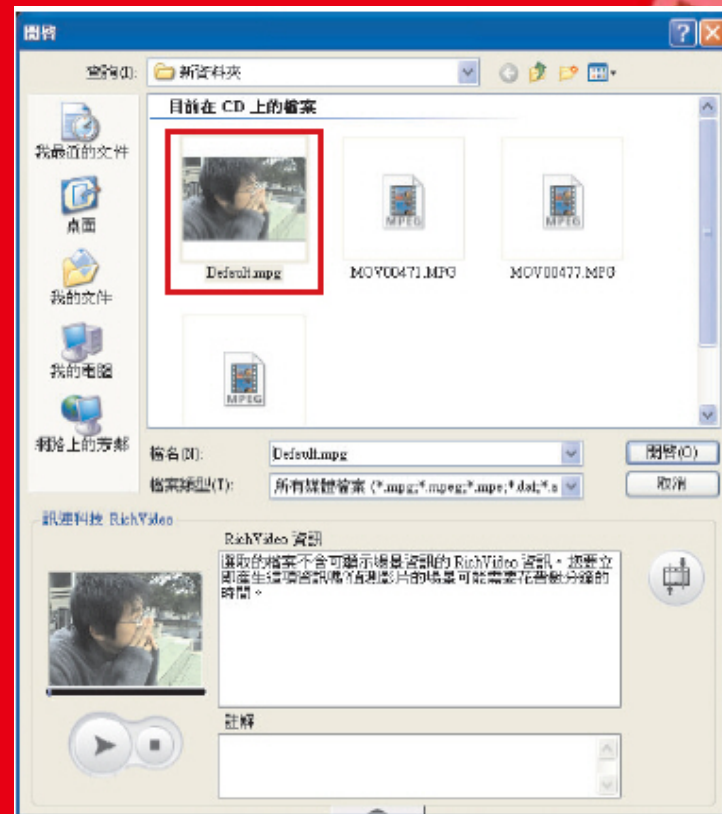 開啓
查詢(I):
新資料夾
目前在 CD 上的檔案
我最近的文件
桌面
我的文件
我的電腦
網路上的芳鄰
MPEG
MPEG
Default.mpg
MOV00471.MPG
MOV00477.MPG
MPEG
檔名(N):
Default.mpg
開啓(O)
檔案類型(T):
所有媒體檔案 (*.mpg;*.mpeg;*.mpe;*.dat;*.a
取消
訊連科技 RichVideo
RichVideo 資訊
選取的檔案不含可顯示場景資訊的 RichVideo 資訊。您要立
即產生這項資訊嗎?偵測影片的場景可能需要花費數分鐘的
時間。
註解